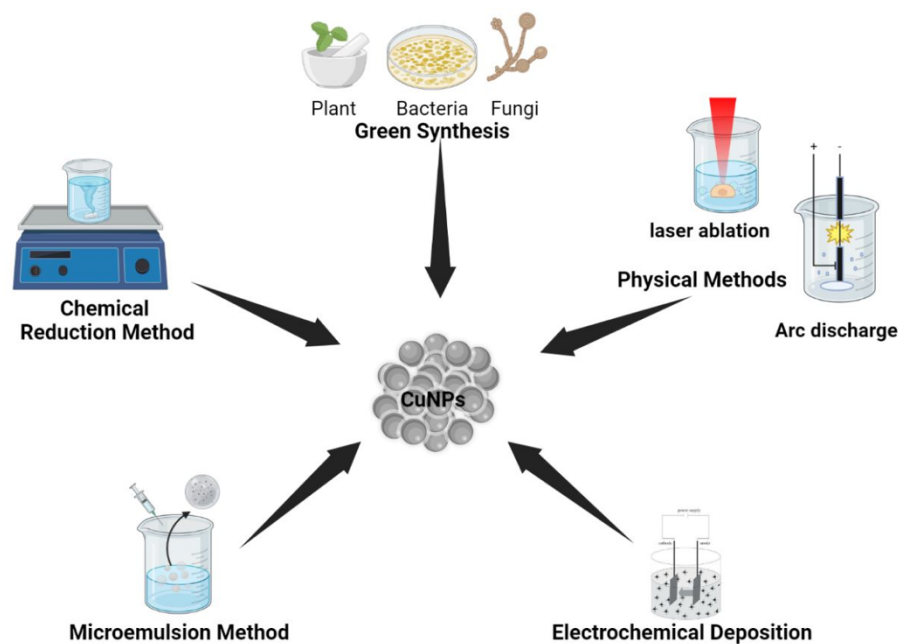 Plant Bacteria Fungi
Green Synthesis
+ -
laser ablation
Physical Methods
Arc discharge
Chemical
Reduction Method
CuNPs
Microemulsion Method
Electrochemical Deposition